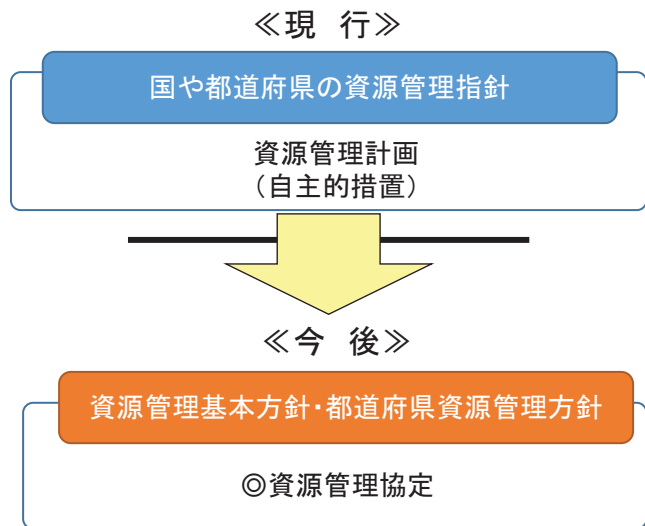 ≪現 行≫
国や都道府県の資源管理指針
資源管理計画
（自主的措置）
≪今 後≫
資源管理基本方針・都道府県資源管理方針
◎資源管理協定